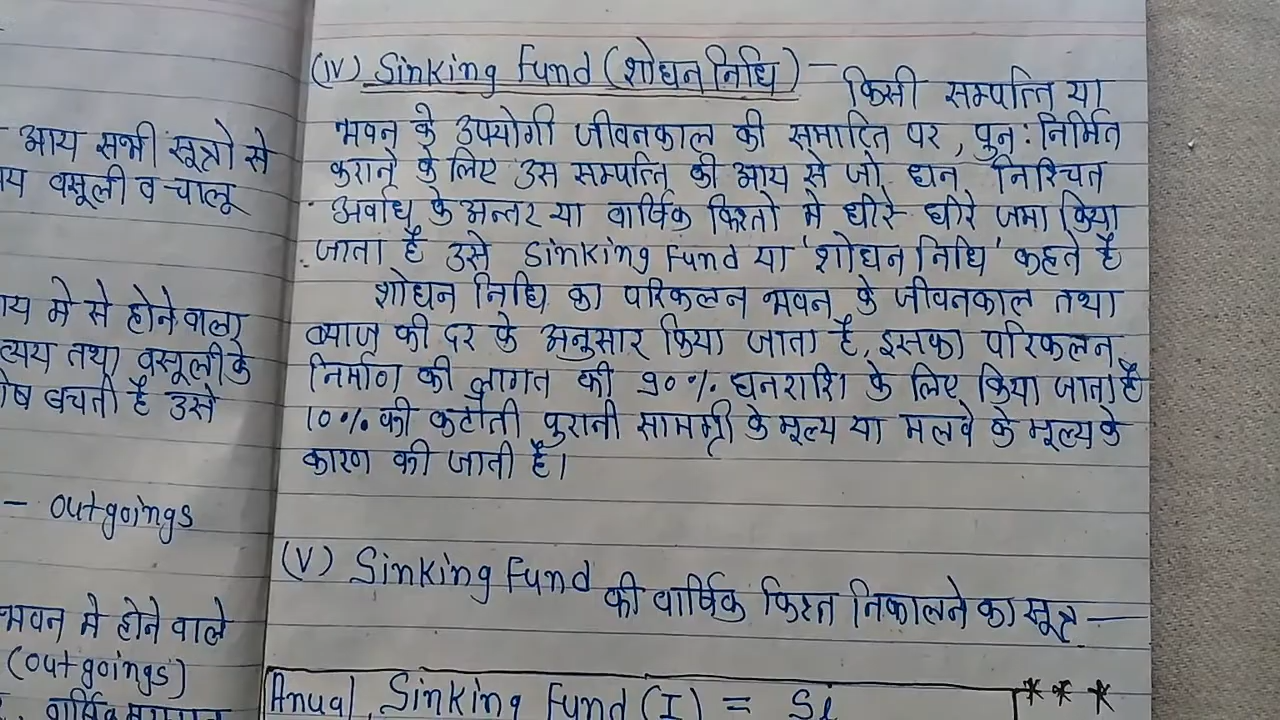 आय सभी सूत्रो से
य वसूली व चालू
य मे से होने वाला
व्यय तथा वसूली के
ष बचती है उसे
- outgoings
भवन मे होने वाले
(outgoings)
(IV) Sinking Fund (शोधन निधि) - किसी सम्पत्ति या
भवन के उपयोगी जीवनकाल की समाप्ति पर, पुन: निर्मित
कराने के लिए उस सम्पत्ति की आय से जो धन निश्चित
अवधि के अन्तर या वार्षिक किश्तो मे धीरे धीरे जमा किया
जाता है उसे Sinking Fund या 'शोधन निधि' कहते है
शोधन निधि का परिकलन भवन के जीवनकाल तथा
ब्याज की दर के अनुसार किया जाता है, इसका परिकलन
निर्माण की लागत की 90% धनराशि के लिए किया जाता है
10% की कटौती पुरानी सामग्री के मूल्य या मलवे के मूल्य के
कारण की जाती है।
(V) Sinking Fund की वार्षिक किश्त निकालने का सूत्र -
Anual Sinking Fund (I) = Si ***